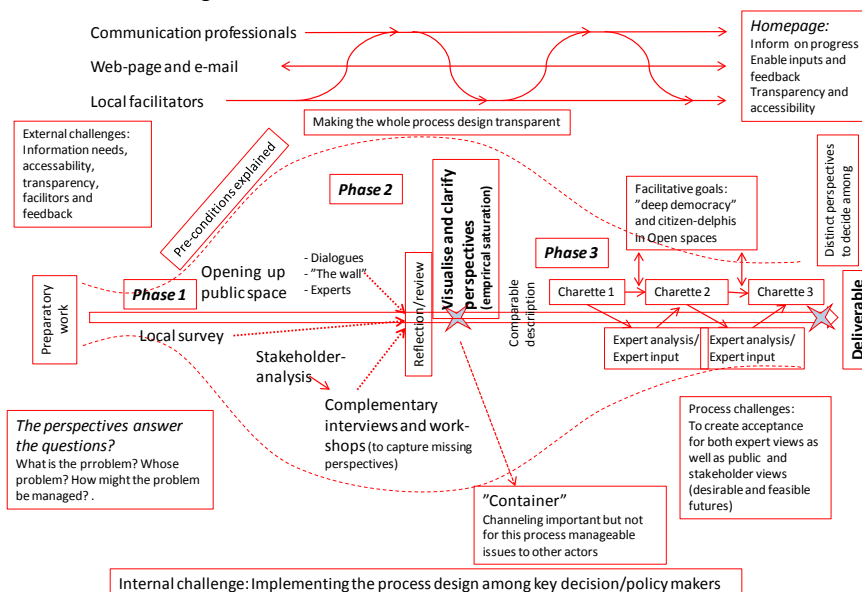 Communication professionals
Web-page and e-mail
Local facilitators
Homepage:
Inform on progress
Enable inputs and
feedback
Transparency and
accessibility
Making the whole process design transparent
External challenges:
Information needs,
accessability,
transparency,
facilitors and
feedback
Pre-conditions explained
Phase 2
Visualise and clarify
perspectives
(emprircal saturation)
Facilitative goals:
"deep democracy"
and citizen-delphis
in Open spaces
Distinct perspectives
to decide among
Phase 3
Preparatory
work
Phase 1
Opening up
public space
- Dialogues
- "The wall"
- Experts
Reflection/review
Comparable
description
Charette 1
Charette 2
Charette 3
Deliverable
Local survey
Expert analysis/
Expert input
Expert analysis/
Expert input
Stakeholder-
analysis
Complementary
interviews and work-
shops (to capture missing
perspectives)
The perspectives answer
the questions?
What is the prroblem? Whose
problem? How might the problem
be managed? .
Process challenges:
To create acceptance
for both expert views as
well as public and
stakeholder views
(desirable and feasible
futures)
"Container"
Channeling important but not
for this process manageable
issues to other actors
Internal challenge: Implementing the process design among key decision/policy makers